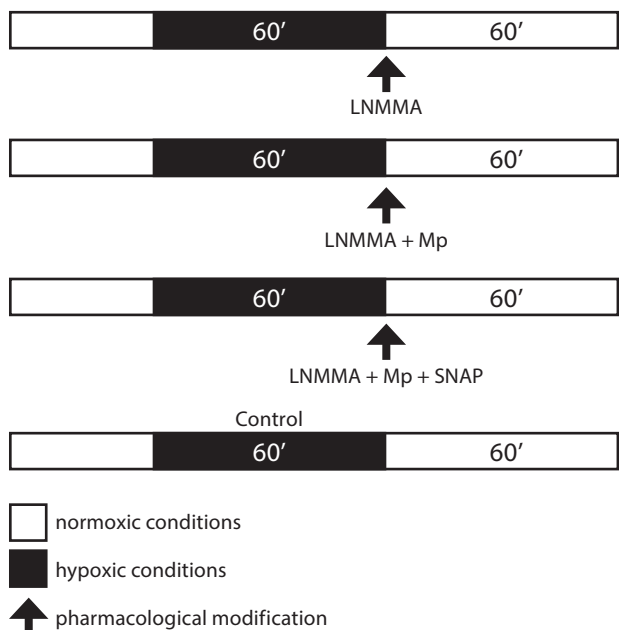 60′ 60′
LNMMA
60′ 60′
LNMMA + Mp
60′ 60′
LNMMA + Mp + SNAP
Control
60′ 60′
normoxic conditions
hypoxic conditions
pharmacological modification